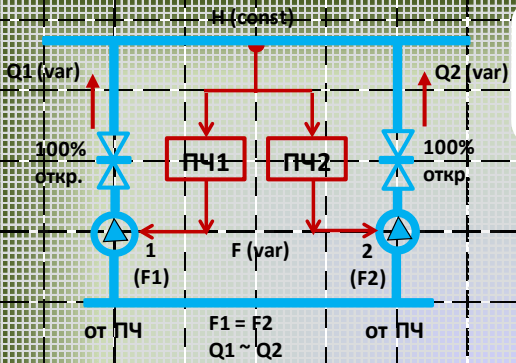 H (const)
Q1 (var)
Q2 (var)
100%
откр.
ПЧ1
ПЧ2
100%
откр.
1
(F1)
F (var)
2
(F2)
от ПЧ
F1 = F2
Q1 ~ Q2
от ПЧ